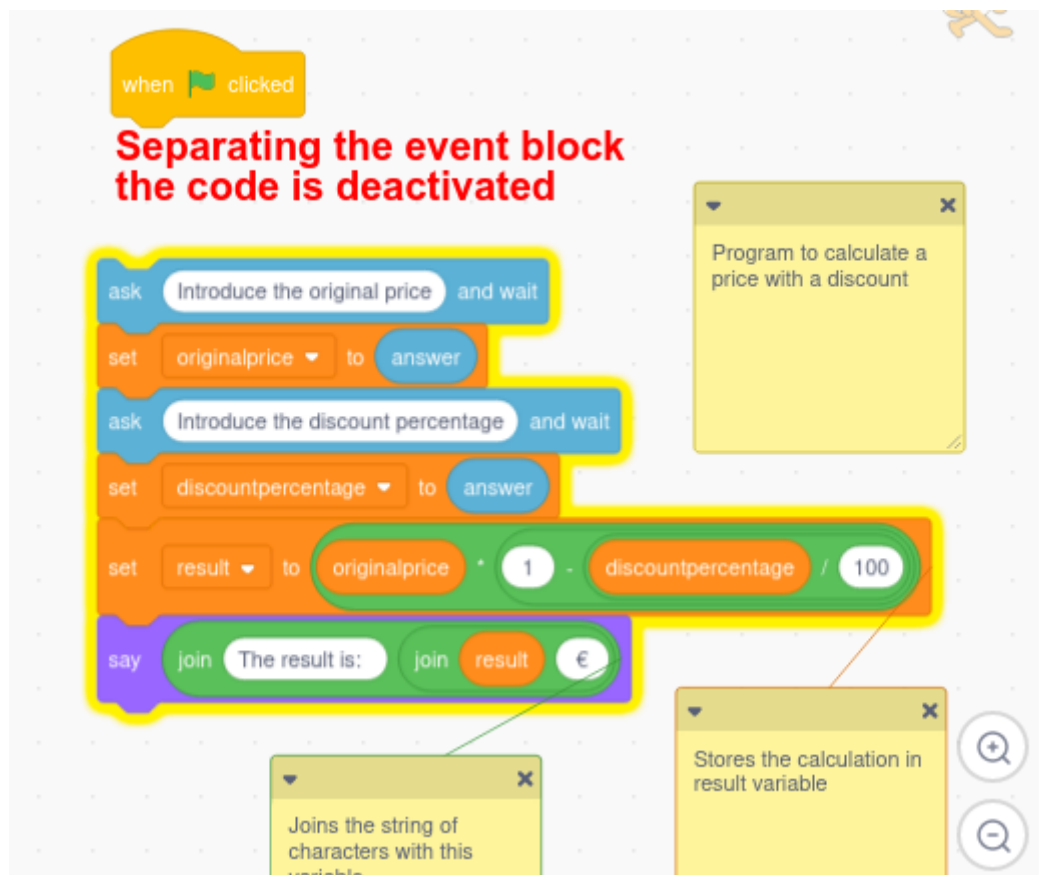 when clicked
Separating the event block
the code is deactivated
Program to calculate a
price with a discount
ask Introduce the original price and wait
set originalprice to answer
ask Introduce the discount percentage and wait
set discountpercentage to answer
set result to originalprice * 1 - discountpercentage / 100
say join The result is: join result €
Stores the calculation in
result variable
Joins the string of
characters with this
variable